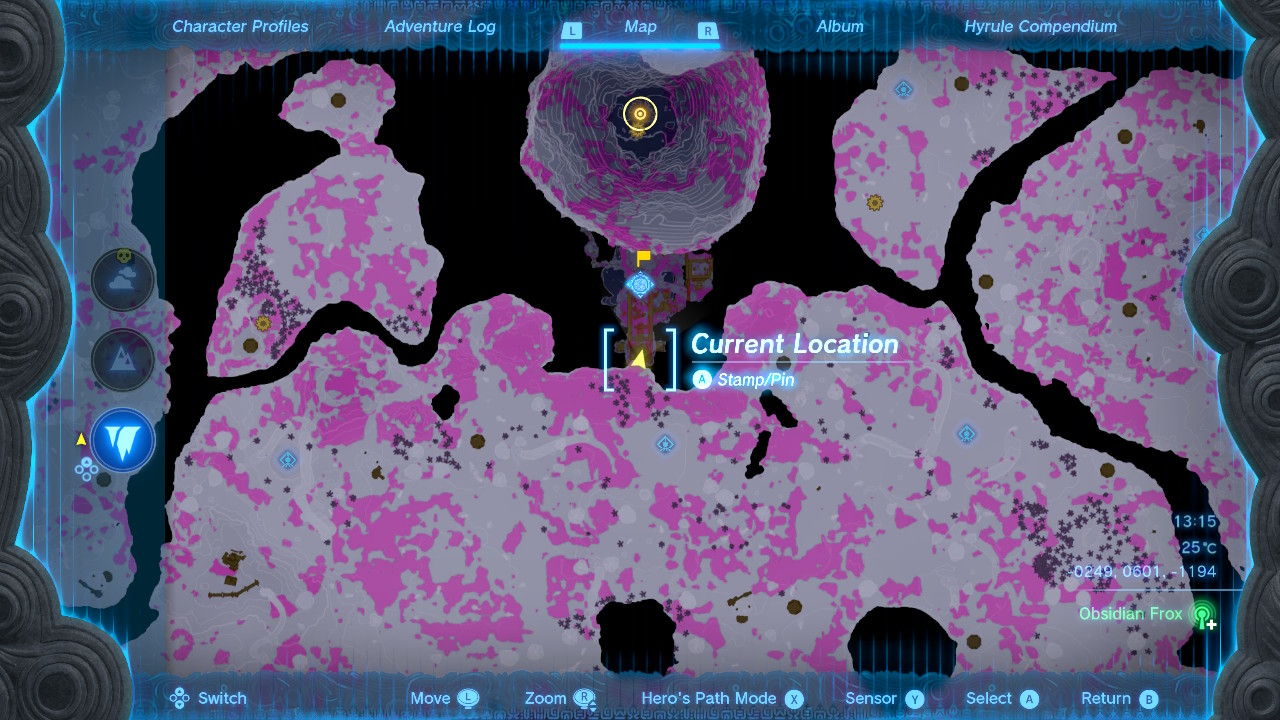 Character Profiles
Adventure Log
L
Map
R
Album
Hyrule Compendium
Current Location
A Stamp/Pin
13:15
25℃
-0249, 0601, -1194
Obsidian Frox
Switch
Move L
Zoom R
Hero's Path Mode X
Sensor Y
Select A
Return B